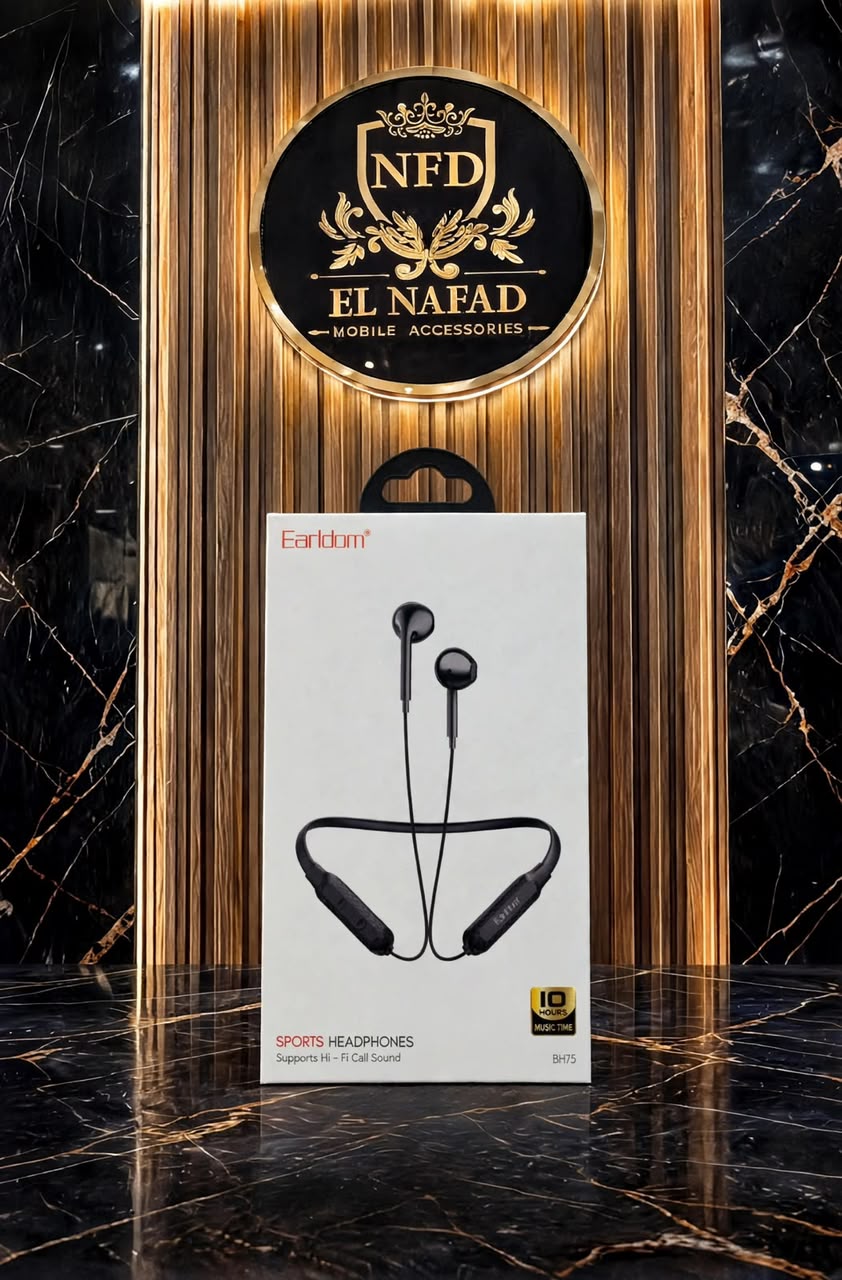 NFD
EL NAFAD
MOBILE ACCESSORIES
Earldom
10
HOURS
MUSIC TIME
SPORTS HEADPHONES
Supports Hi – Fi Call Sound
BH75